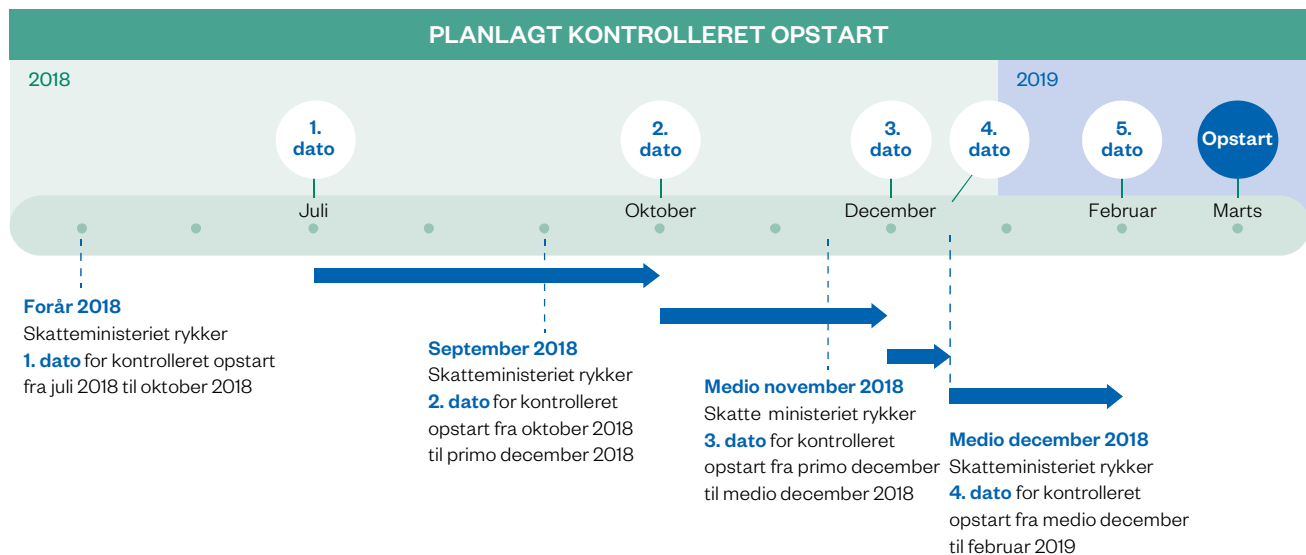 PLANLAGT KONTROLLERET OPSTART
2018
2019
1.
dato
2.
dato
3.
dato
4.
dato
5.
dato
Opstart
Juli
Oktober
December
Februar
Marts
Forår 2018
Skatteministeriet rykker
1. dato for kontrolleret opstart
fra juli 2018 til oktober 2018
September 2018
Skatteministeriet rykker
2. dato for kontrolleret
opstart fra oktober 2018
til primo december 2018
Medio november 2018
Skatte ministeriet rykker
3. dato for kontrolleret
opstart fra primo december
til medio december 2018
Medio december 2018
Skatteministeriet rykker
4. dato for kontrolleret
opstart fra medio december
til februar 2019